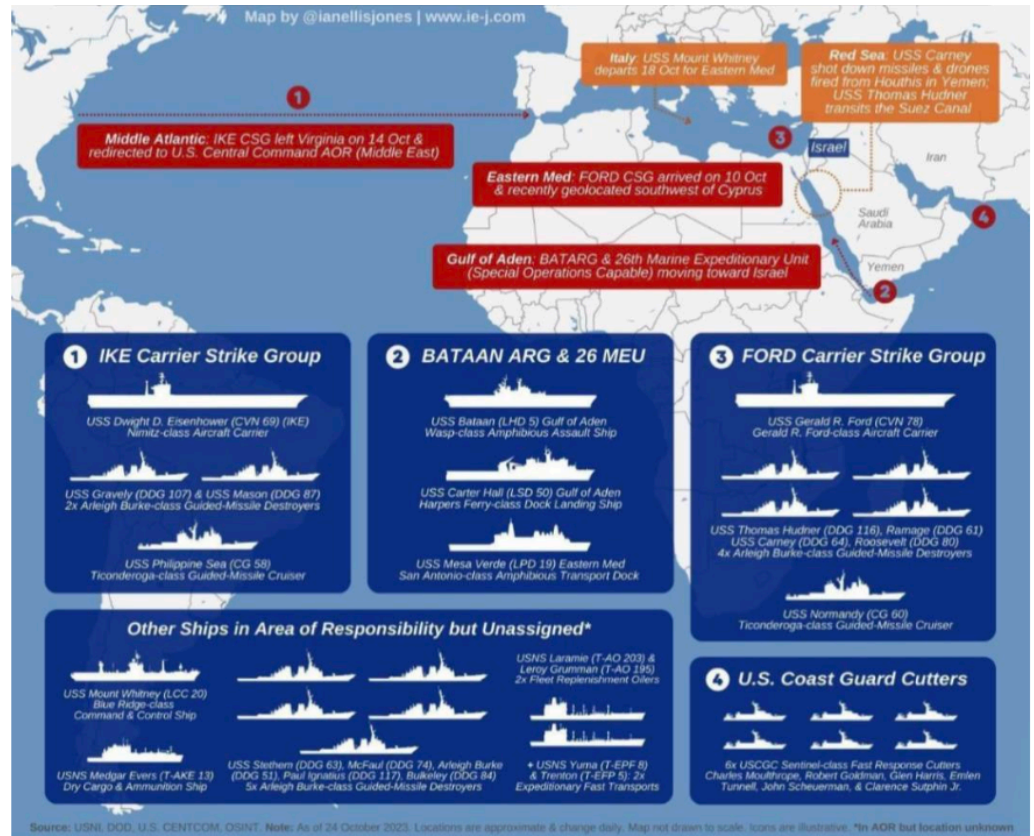 Map by @ianellisjones | www.ie-j.com
Italy: USS Mount Whitney
departs 18 Oct for Eastern Med
Red Sea: USS Carney
shot down missiles & drones
fired from Houthis in Yemen;
USS Thomas Hudner
transits the Suez Canal
1
Middle Atlantic: IKE CSG left Virginia on 14 Oct &
redirected to U.S. Central Command AOR (Middle East)
3
Israel
Iran
Eastern Med: FORD CSG arrived on 10 Oct
& recently geolocated southwest of Cyprus
Saudi
Arabia
4
Gulf of Aden: BATARG & 26th Marine Expeditionary Unit
(Special Operations Capable) moving toward Israel
Yemen
2
1 IKE Carrier Strike Group
USS Dwight D. Eisenhower (CVN 69) (IKE)
Nimitz-class Aircraft Carrier
USS Gravely (DDG 107) & USS Mason (DDG 87)
2x Arleigh Burke-class Guided-Missile Destroyers
USS Philippine Sea (CG 58)
Ticonderoga-class Guided-Missile Cruiser
2 BATAAN ARG & 26 MEU
USS Bataan (LHD 5) Gulf of Aden
Wasp-class Amphibious Assault Ship
USS Carter Hall (LSD 50) Gulf of Aden
Harpers Ferry-class Dock Landing Ship
USS Mesa Verde (LPD 19) Eastern Med
San Antonio-class Amphibious Transport Dock
3 FORD Carrier Strike Group
USS Gerald R. Ford (CVN 78)
Gerald R. Ford-class Aircraft Carrier
USS Thomas Hudner (DDG 116), Ramage (DDG 61)
USS Carney (DDG 64), Roosevelt (DDG 80)
4x Arleigh Burke-class Guided-Missile Destroyers
USS Normandy (CG 60)
Ticonderoga-class Guided-Missile Cruiser
Other Ships in Area of Responsibility but Unassigned*
USS Mount Whitney (LCC 20)
Blue Ridge-class
Command & Control Ship
USNS Medgar Evers (T-AKE 13)
Dry Cargo & Ammunition Ship
USS Stethem (DDG 63), McFaul (DDG 74), Arleigh Burke
(DDG 51), Paul Ignatius (DDG 117), Bulkeley (DDG 84)
5x Arleigh Burke-class Guided-Missile Destroyers
USNS Laramie (T-AO 203) &
Leroy Grumman (T-AO 195)
2x Fleet Replenishment Oilers
+ USNS Yuma (T-EPF 8)
& Trenton (T-EFP 5): 2x
Expeditionary Fast Transports
4 U.S. Coast Guard Cutters
6x USCGC Sentinel-class Fast Response Cutters
Charles Moulthrope, Robert Goldman, Glen Harris, Emlen
Tunnell, John Scheuerman, & Clarence Sutphin Jr.
Source: USNI, DOD, U.S. CENTCOM, OSINT. Note: As of 24 October 2023. Locations are approximate & change daily. Map not drawn to scale. Icons are illustrative. *In AOR but location unknown